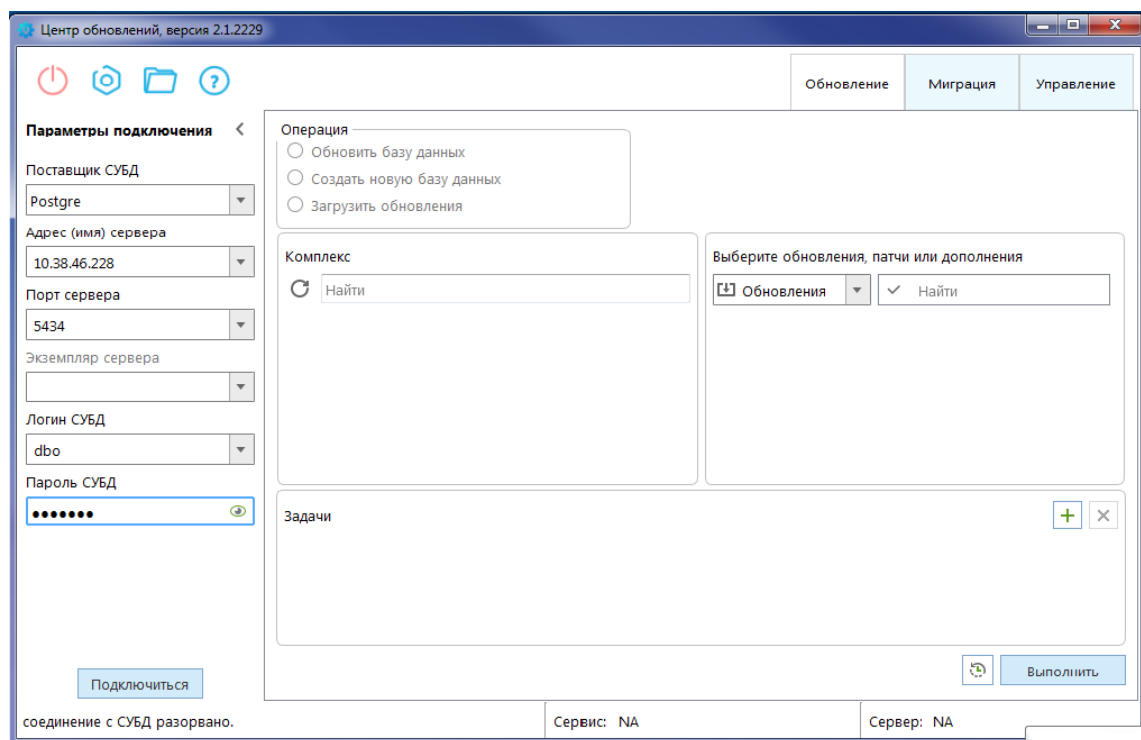 Центр обновлений, версия 2.1.2229
Обновление
Миграция
Управление
Параметры подключения
Поставщик СУБД
Postgre
Адрес (имя) сервера
10.38.46.228
Порт сервера
5434
Экземпляр сервера
Логин СУБД
dbo
Пароль СУБД
•••••••
Подключиться
Операция
Обновить базу данных
Создать новую базу данных
Загрузить обновления
Комплекс
Найти
Выберите обновления, патчи или дополнения
Обновления
Найти
Задачи
Выполнить
соединение с СУБД разорвано.
Сервис: NA
Сервер: NA